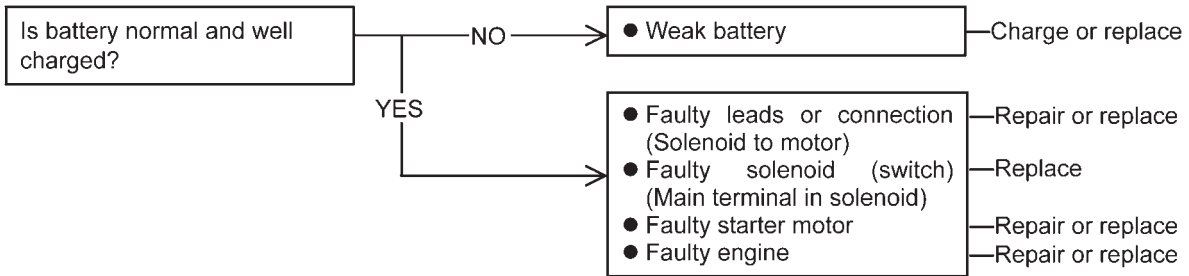 Is battery normal and well
charged?
NO
● Weak battery
Charge or replace
YES
● Faulty leads or connection
(Solenoid to motor)
Repair or replace
● Faulty solenoid (switch)
(Main terminal in solenoid)
Replace
● Faulty starter motor
Repair or replace
● Faulty engine
Repair or replace